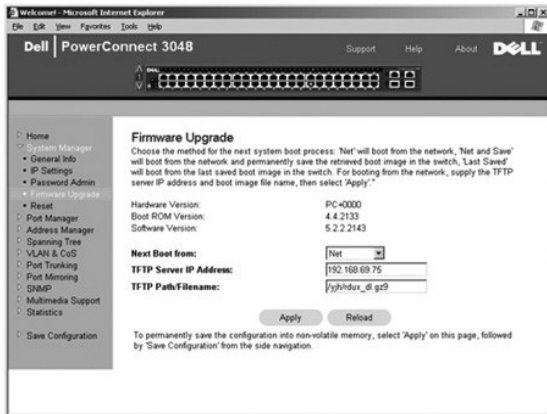 Welcome! - Microsoft Internet Explorer
File Edit View Favorites Tools Help
Dell | PowerConnect 3048
Support Help About DELL
Home
System Manager
General Info
IP Settings
Password Admin
Firmware Upgrade
Reset
Port Manager
Address Manager
Spanning Tree
VLAN & CoS
Port Trunking
Port Mirroring
SNMP
Multimedia Support
Statistics
Save Configuration
Firmware Upgrade
Choose the method for the next system boot process: 'Net' will boot from the network, 'Net and Save'
will boot from the network and permanently save the retrieved boot image in the switch, 'Last Saved'
will boot from the last saved boot image in the switch. For booting from the network, supply the TFTP
server IP address and boot image file name, then select 'Apply'."
Hardware Version: PC+0000
Boot ROM Version: 4.4.2133
Software Version: 5.2.2.2143
Next Boot from: Net
TFTP Server IP Address: 192.168.69.75
TFTP Path/Filename: /yjh/rdux_dl.gz9
Apply Reload
To permanently save the configuration into non-volatile memory, select 'Apply' on this page, followed
by 'Save Configuration' from the side navigation.